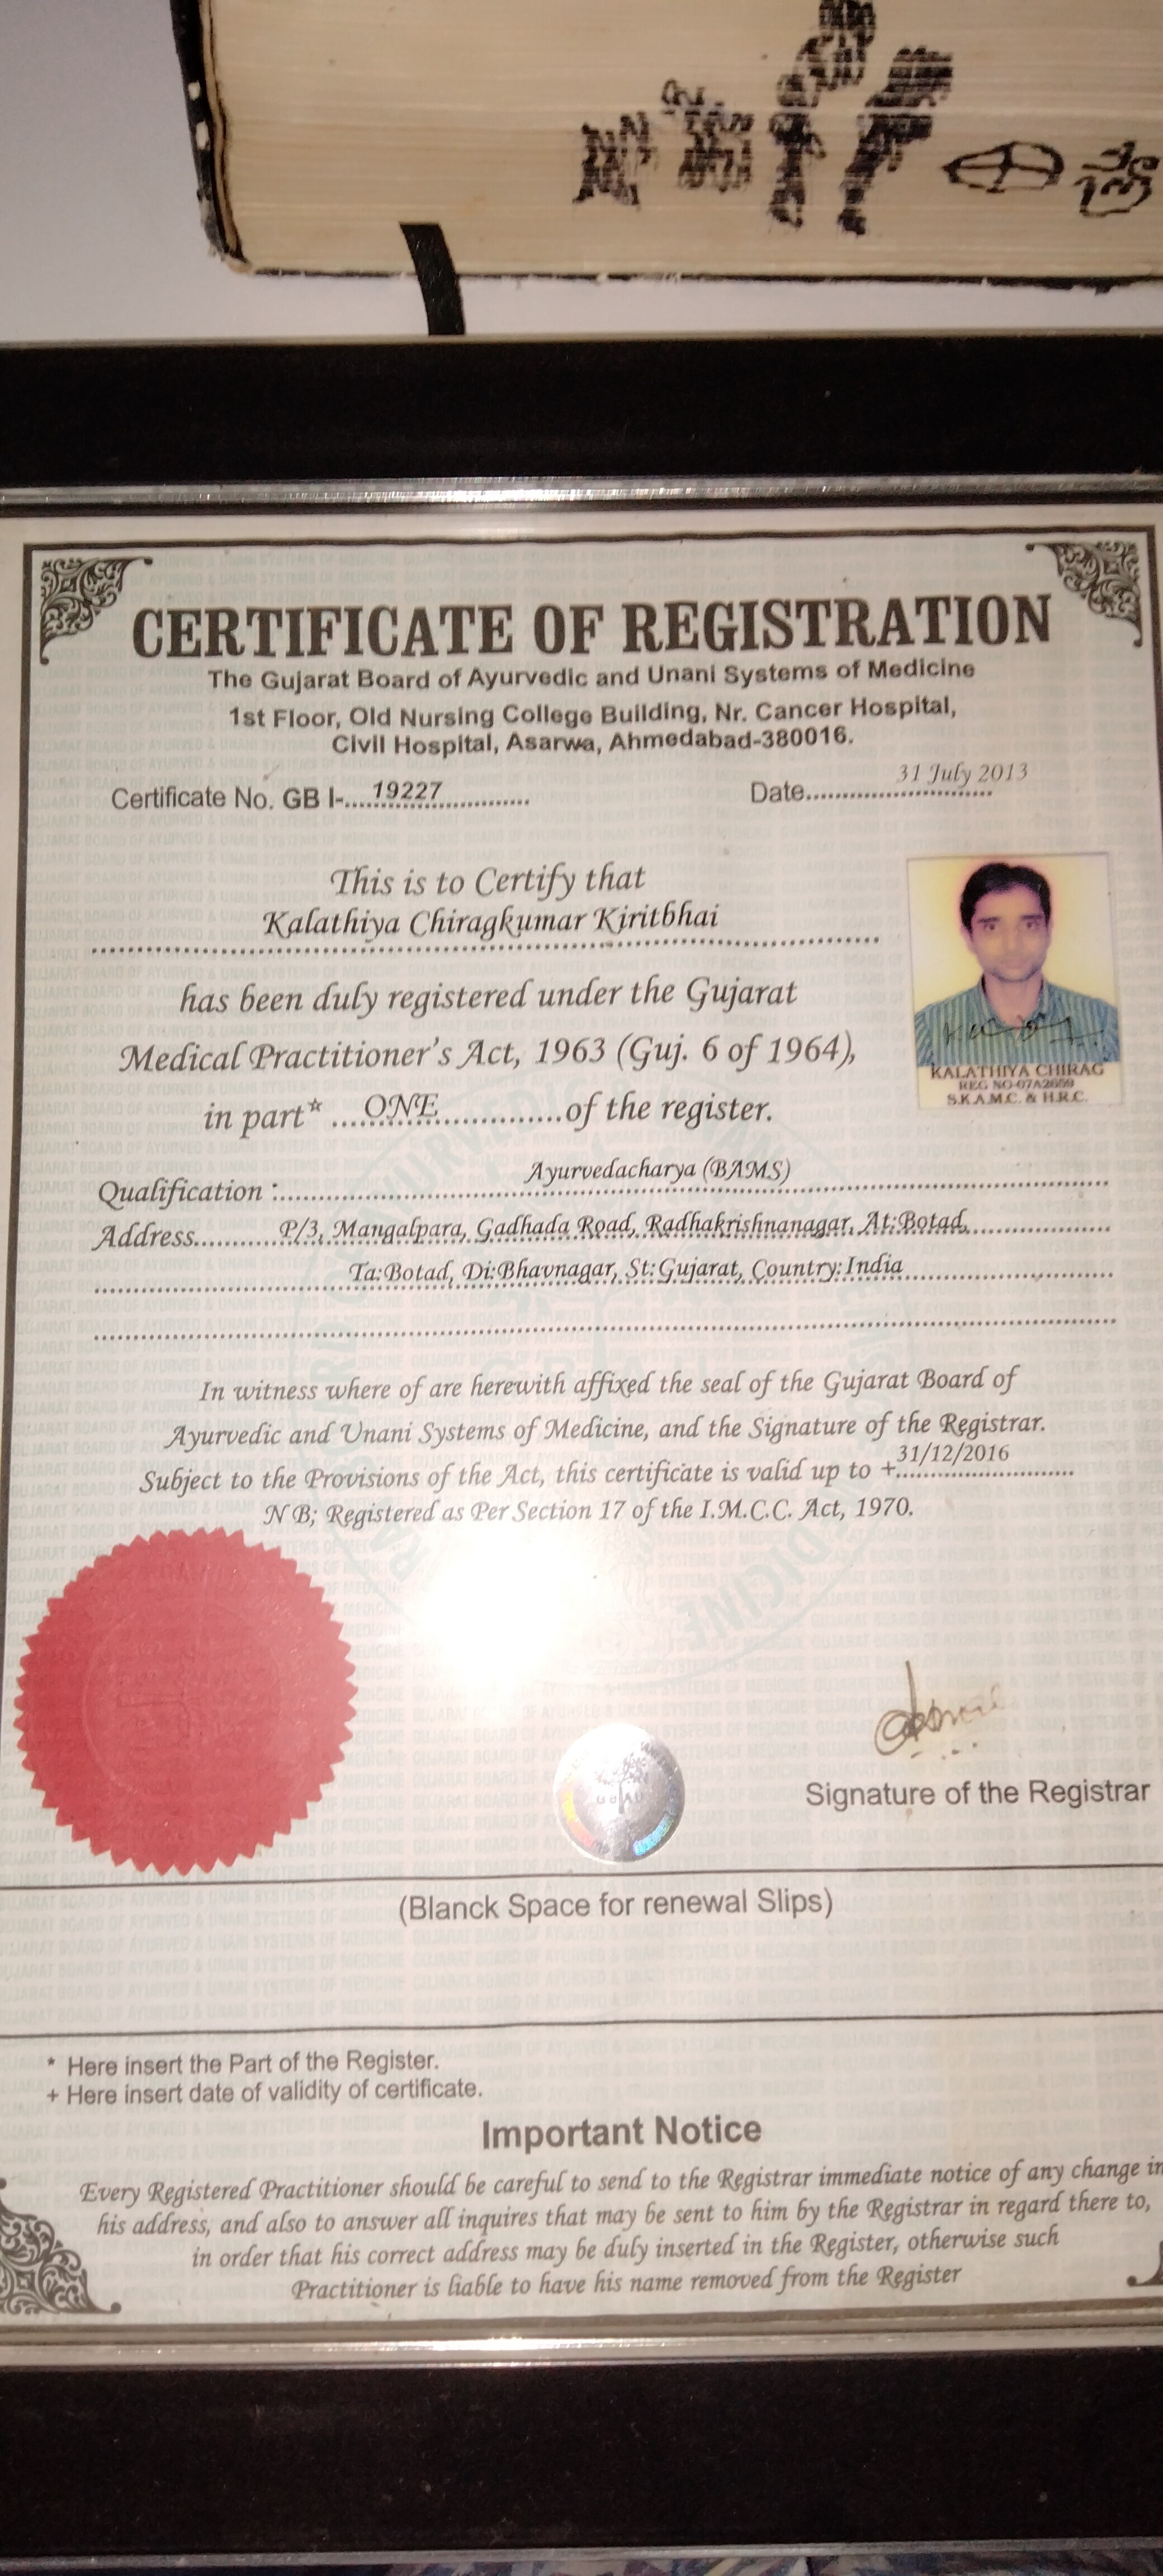 CERTIFICATE OF REGISTRATION
The Gujarat Board of Ayurvedic and Unani Systems of Medicine
1st Floor, Old Nursing College Building, Nr. Cancer Hospital,
Civil Hospital, Asarwa, Ahmedabad-380016.
Certificate No. GB I-....19227............ Date....31 July 2013
This is to Certify that
Kalathiya Chiragkumar Kiritbhai
has been duly registered under the Gujarat
Medical Practitioner's Act, 1963 (Guj. 6 of 1964),
in part* ....ONE..............of the register.
KALATHIYA CHIRAG
REG NO-07A2659
S.K.A.M.C. & H.R.C.
Qualification :........Ayurvedacharya (BAMS)........
Address...........P/3, Mangalpara, Gadhada Road, Radhakrishnanagar, At:Botad,
Ta:Botad, Di:Bhavnagar, St:Gujarat, Country:India
In witness where of are herewith affixed the seal of the Gujarat Board of
Ayurvedic and Unani Systems of Medicine, and the Signature of the Registrar.
Subject to the Provisions of the Act, this certificate is valid up to +31/12/2016
N B; Registered as Per Section 17 of the I.M.C.C. Act, 1970.
Signature of the Registrar
(Blanck Space for renewal Slips)
* Here insert the Part of the Register.
+ Here insert date of validity of certificate.
Important Notice
Every Registered Practitioner should be careful to send to the Registrar immediate notice of any change in
his address, and also to answer all inquires that may be sent to him by the Registrar in regard there to,
in order that his correct address may be duly inserted in the Register, otherwise such
Practitioner is liable to have his name removed from the Register